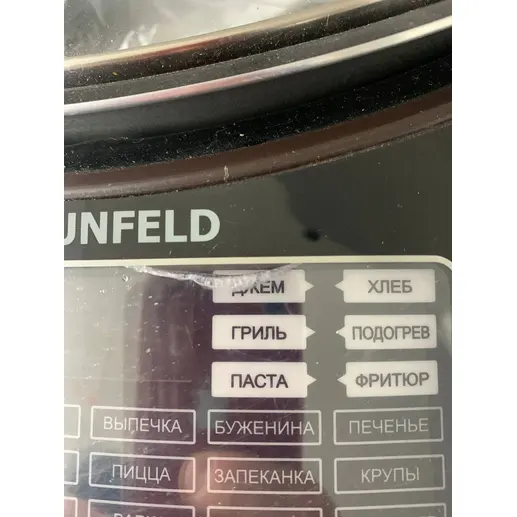 UNFELD
ДЖЕМ ХЛЕБ
ГРИЛЬ ПОДОГРЕВ
ПАСТА ФРИТЮР
ВЫПЕЧКА БУЖЕНИНА ПЕЧЕНЬЕ
ПИЦЦА ЗАПЕКАНКА КРУПЫ